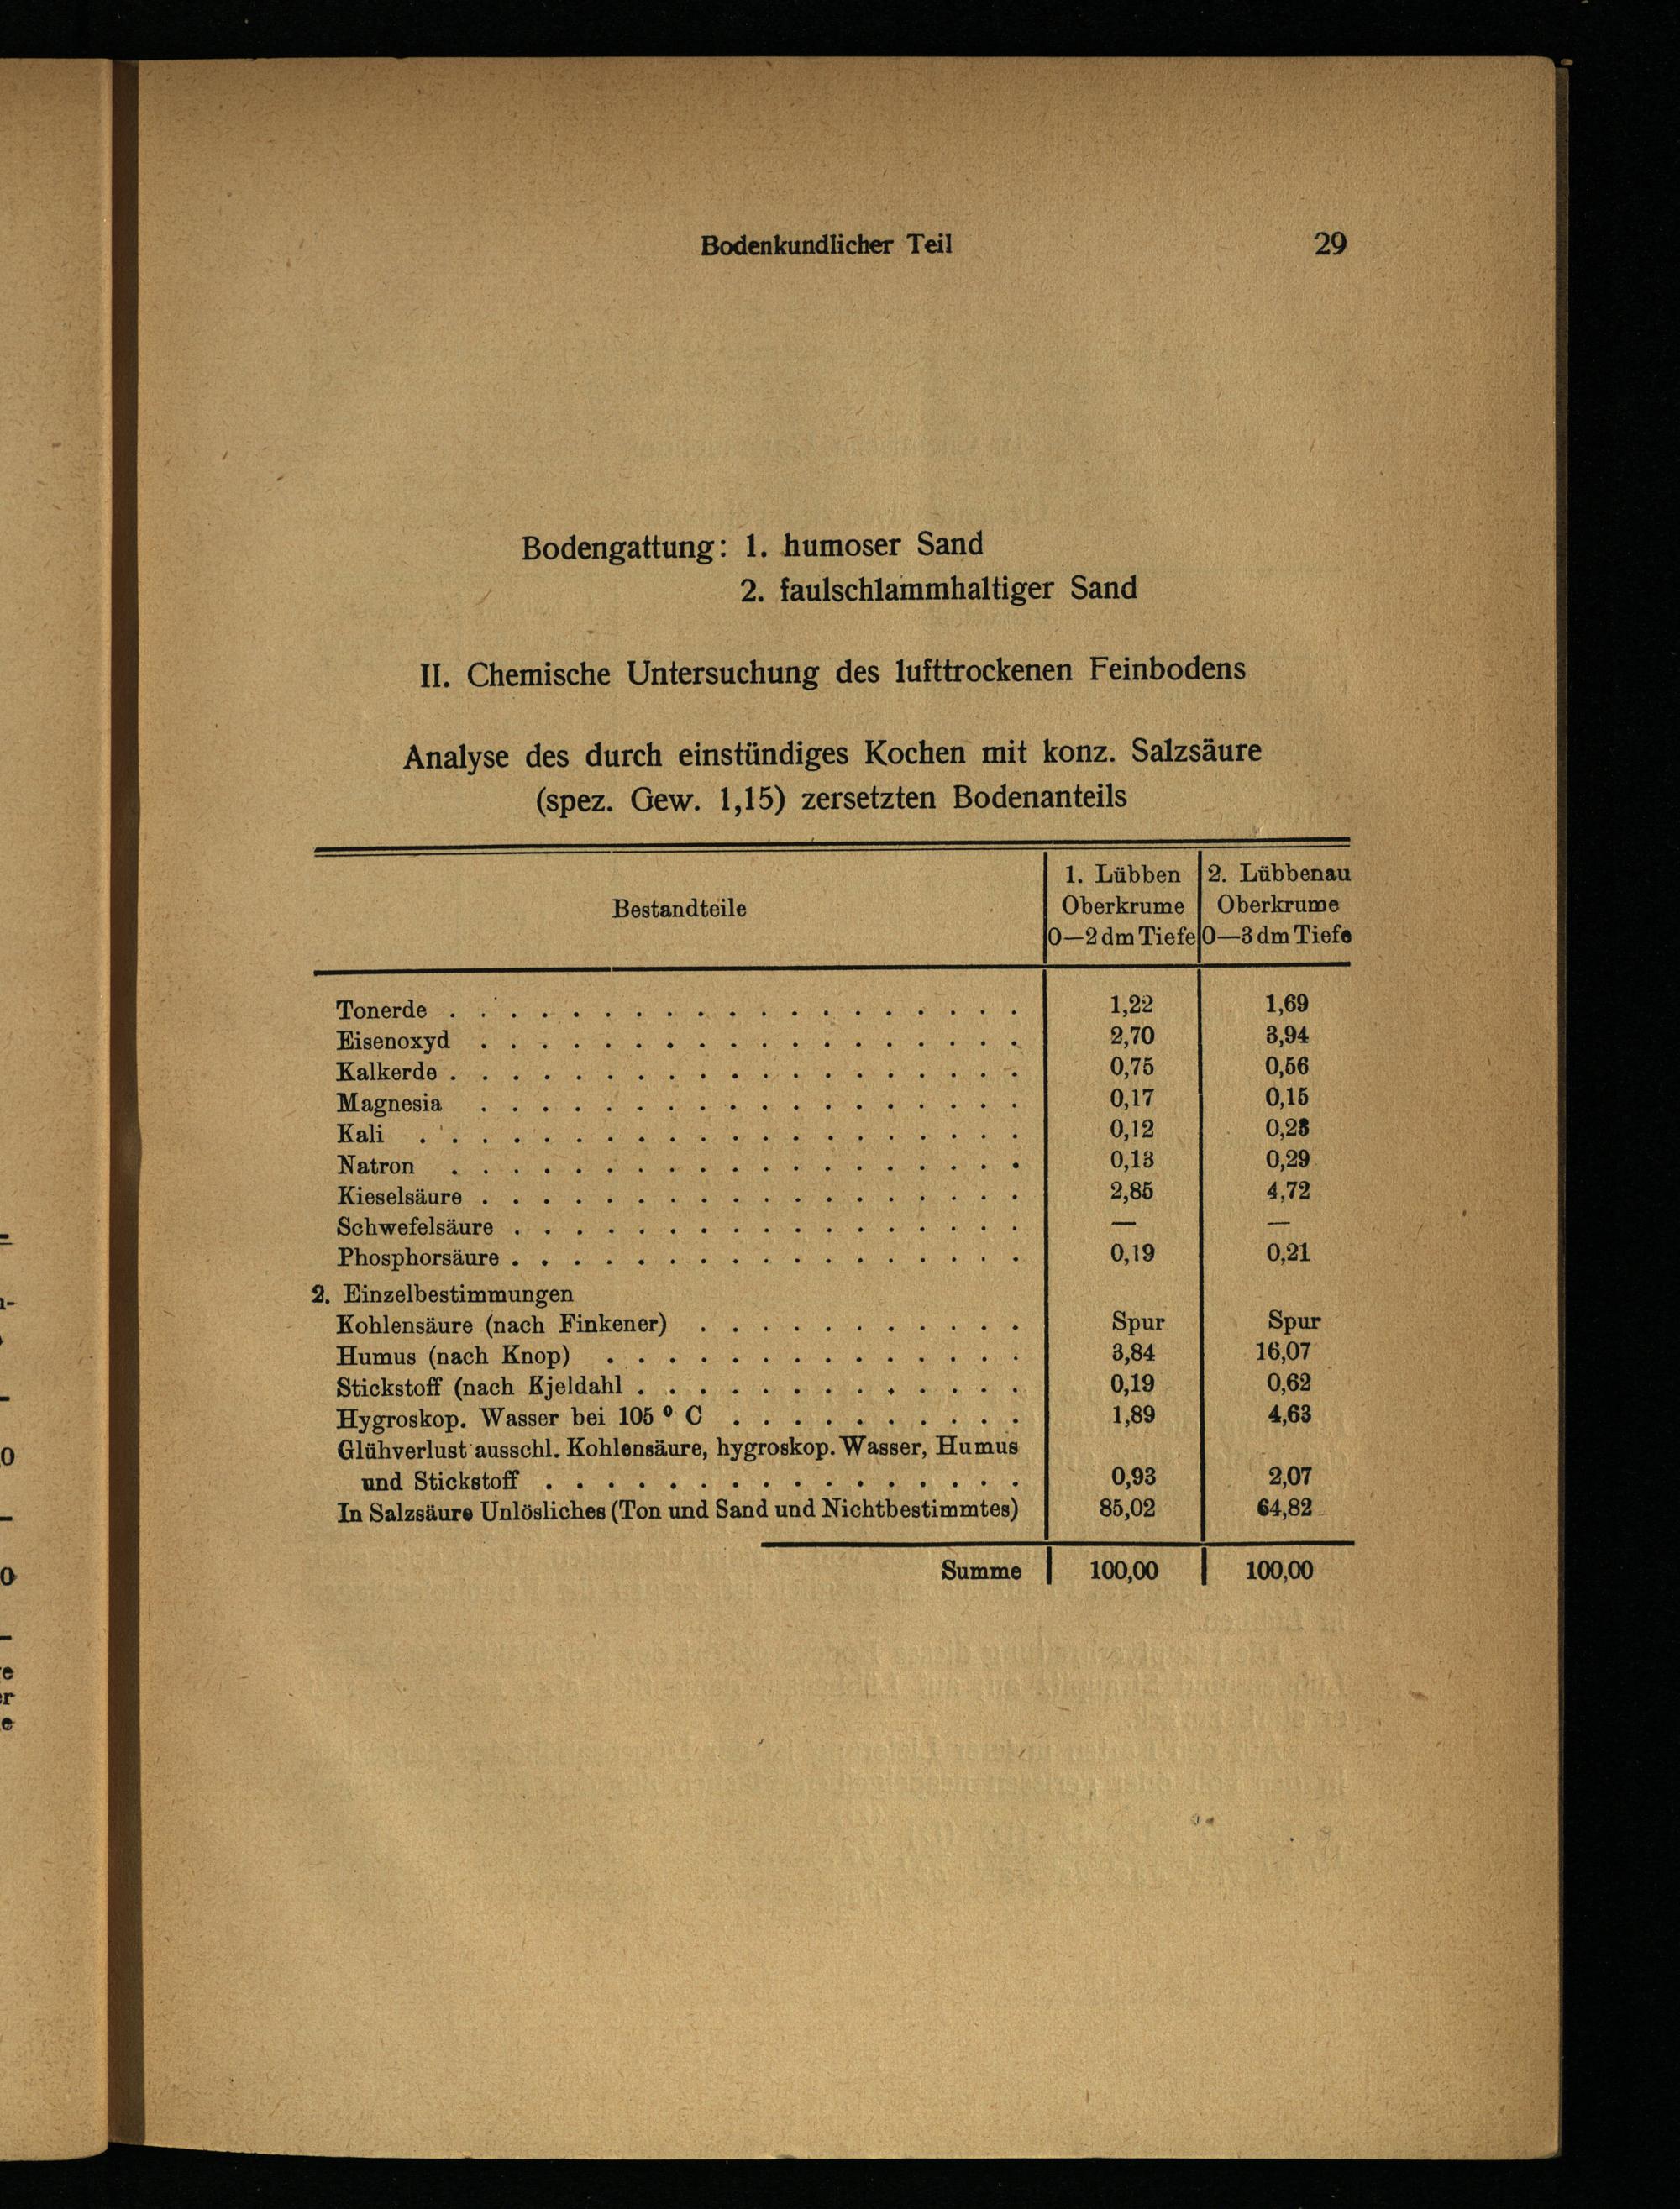 Bodenkundlicher Teil 29
Bodengattung: 1. humoser Sand
2. faulschlammhaltiger Sand
II. Chemische Untersuchung des lufttrockenen Feinbodens
Analyse des durch einstündiges Kochen mit konz. Salzsäure
(spez. Gew. 1,15) zersetzten Bodenanteils
Bestandteile
1. Lübben
Oberkrume
0—2 dm Tiefe
2. Lübbenau
Oberkrume
0—3 dm Tiefe
Tonerde . . . . . . . . . . . . . . . . . . . 1,22 1,69
Eisenoxyd . . . . . . . . . . . . . . . . . . 2,70 3,94
Kalkerde . . . . . . . . . . . . . . . . . . . 0,75 0,56
Magnesia . . . . . . . . . . . . . . . . . . 0,17 0,15
Kali . . . . . . . . . . . . . . . . . . . . 0,12 0,28
Natron . . . . . . . . . . . . . . . . . . . 0,13 0,29
Kieselsäure . . . . . . . . . . . . . . . . . . 2,85 4,72
Schwefelsäure . . . . . . . . . . . . . . . . . — —
Phosphorsäure . . . . . . . . . . . . . . . . . 0,19 0,21
2. Einzelbestimmungen
Kohlensäure (nach Finkener) . . . . . . . . . . . Spur Spur
Humus (nach Knop) . . . . . . . . . . . . . . 3,84 16,07
Stickstoff (nach Kjeldahl . . . . . . . . . . . . . 0,19 0,62
Hygroskop. Wasser bei 105 ° C . . . . . . . . . . 1,89 4,63
Glühverlust ausschl. Kohlensäure, hygroskop. Wasser, Humus
und Stickstoff . . . . . . . . . . . . . . . . 0,93 2,07
In Salzsäure Unlösliches (Ton und Sand und Nichtbestimmtes) 85,02 64,82
Summe 100,00 100,00